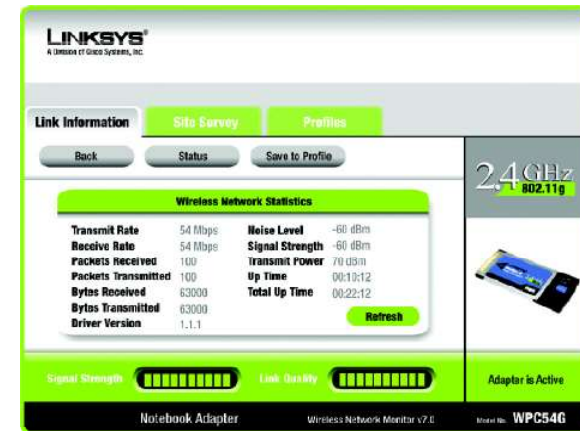 LINKSYS®
A Division of Cisco Systems, Inc.
Link Information
Site Survey
Profiles
Back
Status
Save to Profile
2.4 GHz
802.11g
Wireless Network Statistics
Transmit Rate 54 Mbps
Receive Rate 54 Mbps
Packets Received 100
Packets Transmitted 100
Bytes Received 63000
Bytes Transmitted 63000
Driver Version 1.1.1
Noise Level -60 dBm
Signal Strength -60 dBm
Transmit Power 70 dBm
Up Time 00:10:12
Total Up Time 00:22:12
Refresh
Signal Strength
Link Quality
Adapter is Active
Notebook Adapter
Wireless Network Monitor v7.0
Model No. WPC54G